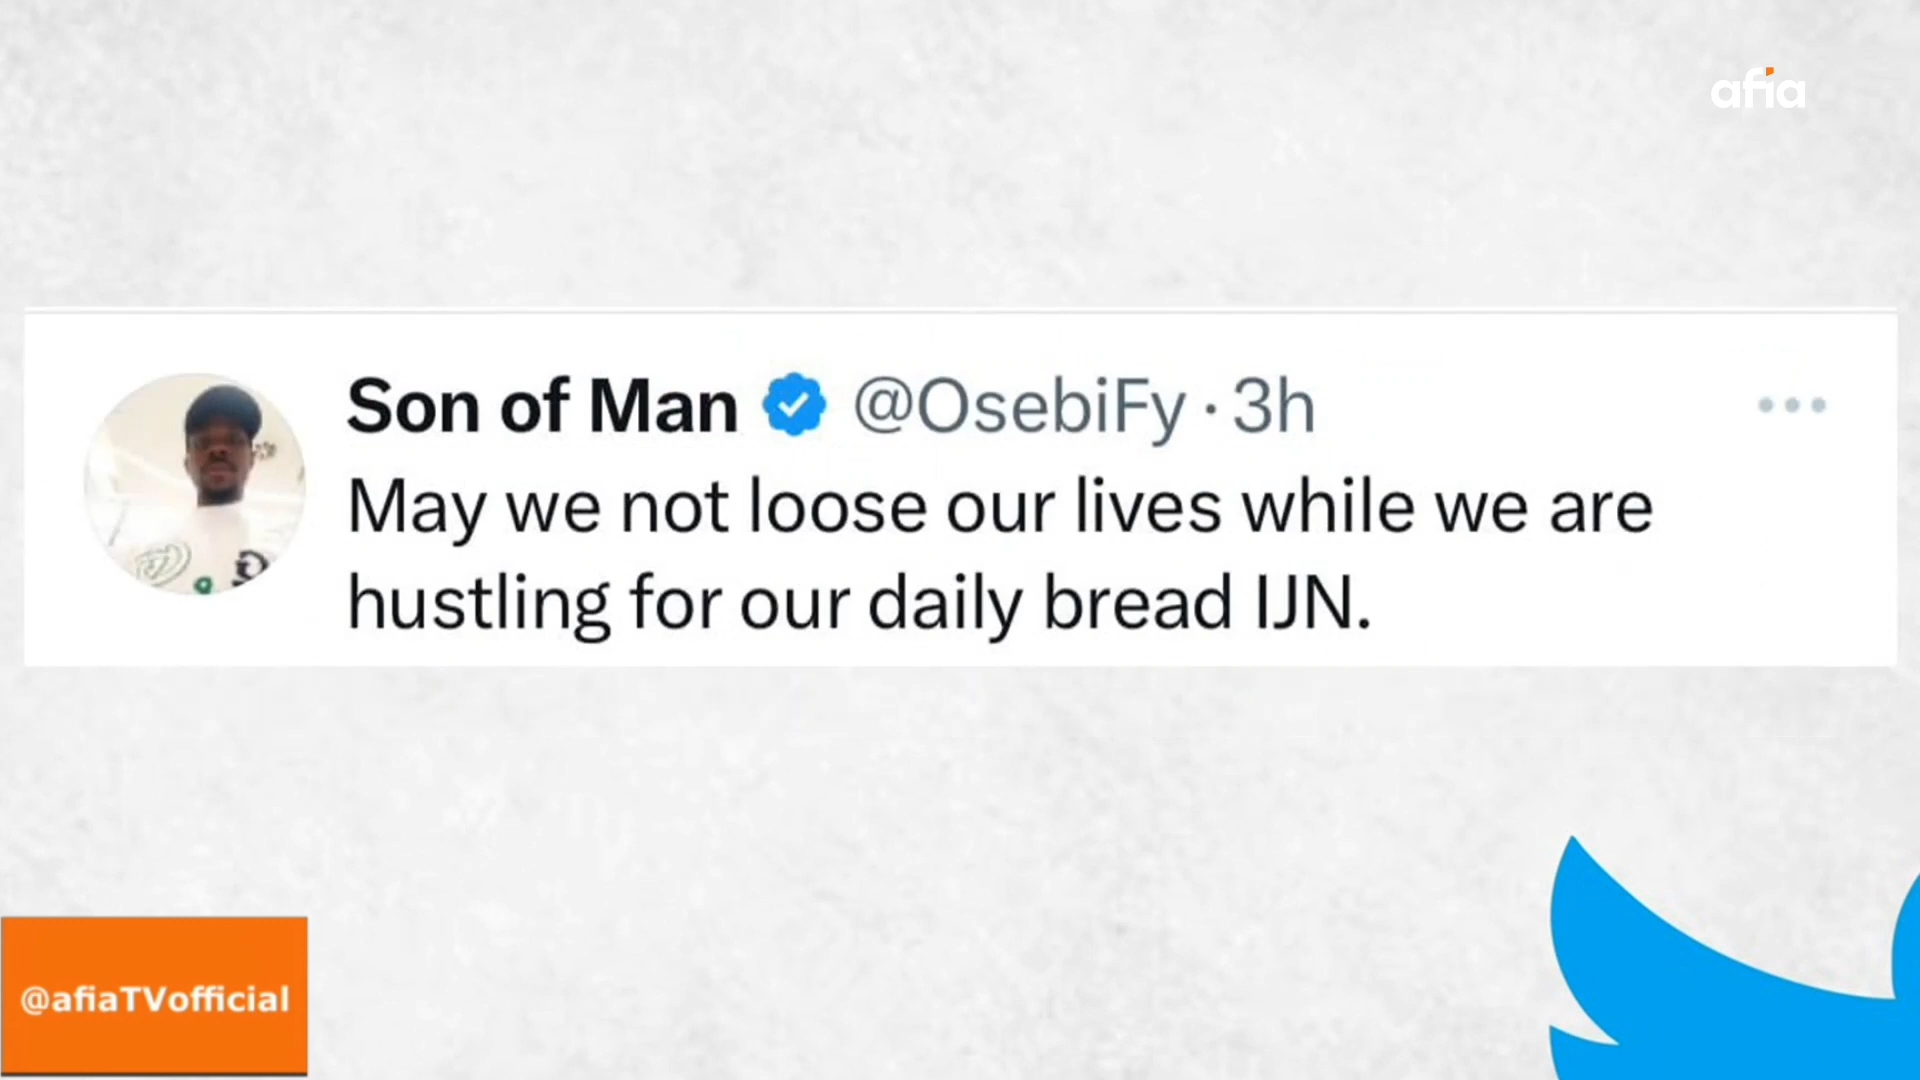 afia
Son of Man @OsebiFy · 3h
May we not loose our lives while we are
hustling for our daily bread IJN.
@afiaTVofficial